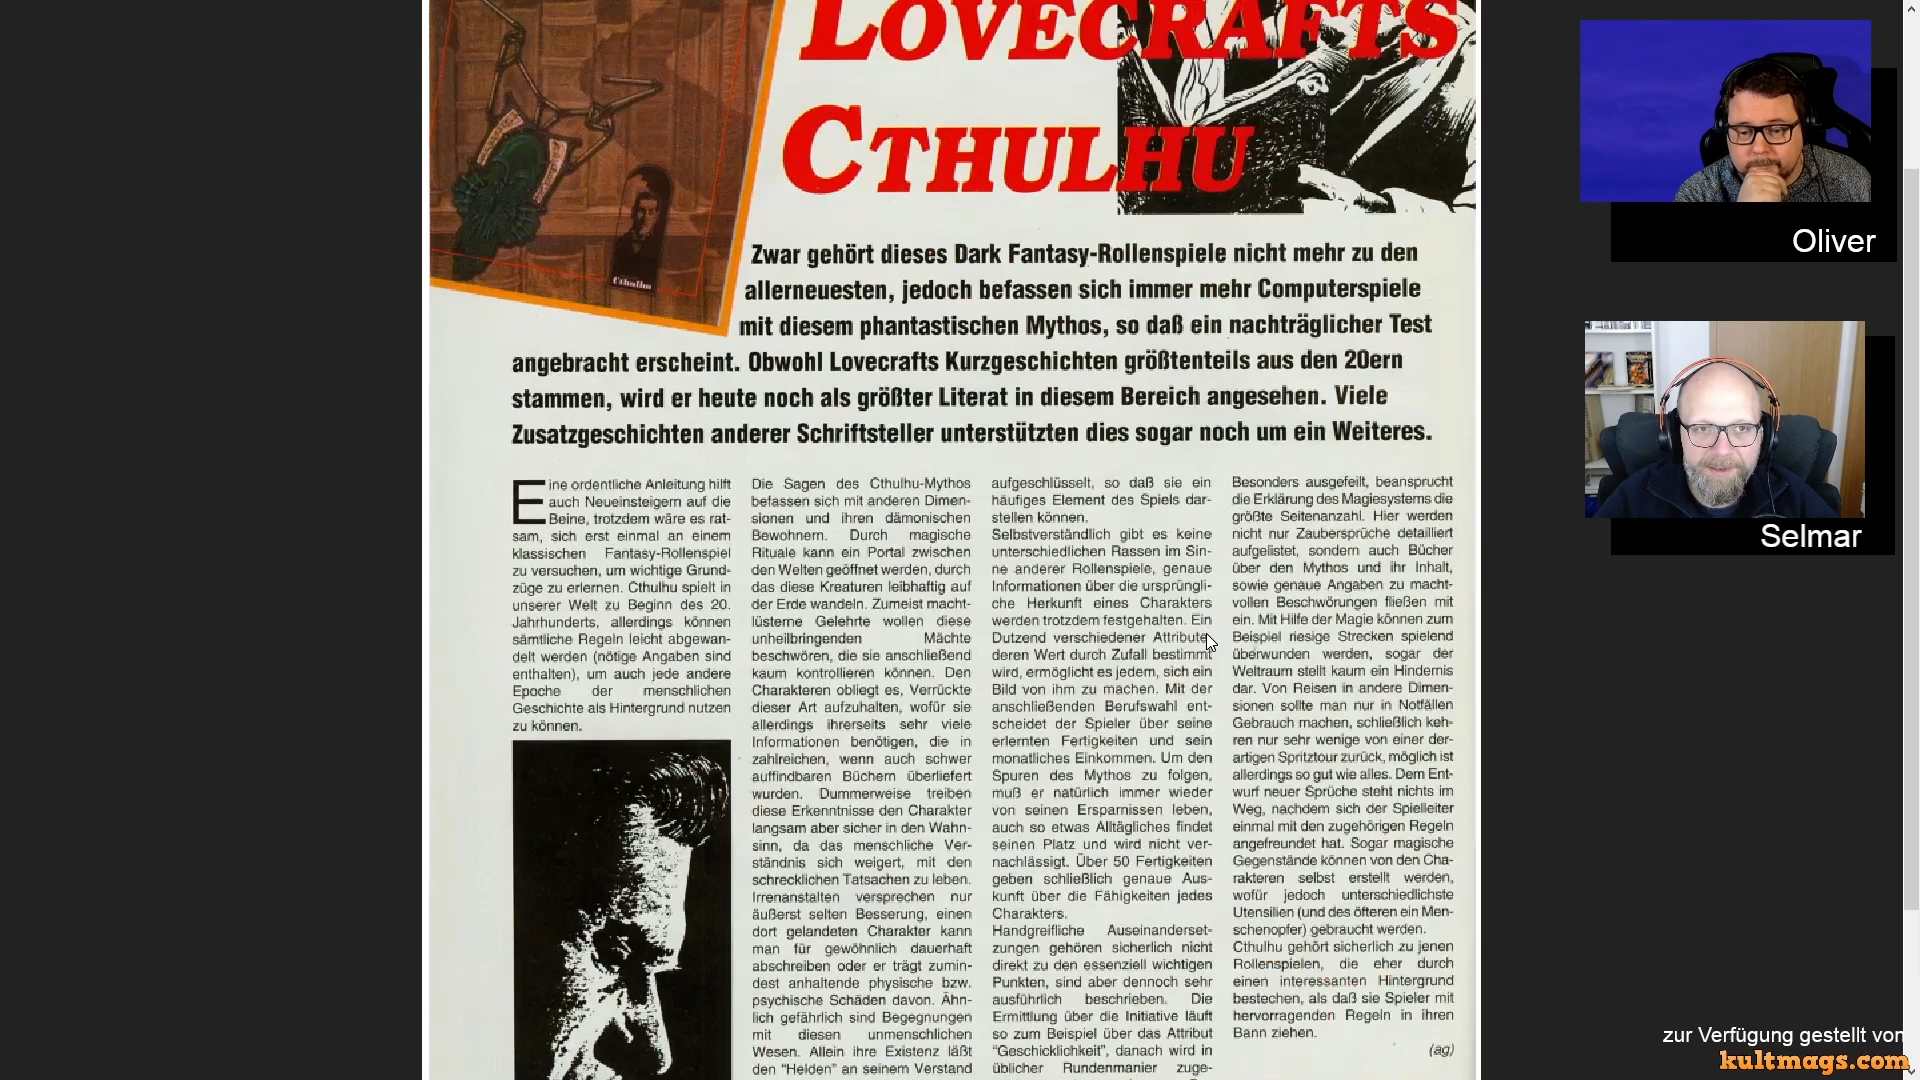 LOVECRAFTS
CTHULHU
Cthulhu
Zwar gehört dieses Dark Fantasy-Rollenspiele nicht mehr zu den
allerneuesten, jedoch befassen sich immer mehr Computerspiele
mit diesem phantastischen Mythos, so daß ein nachträglicher Test
angebracht erscheint. Obwohl Lovecrafts Kurzgeschichten größtenteils aus den 20ern
stammen, wird er heute noch als größter Literat in diesem Bereich angesehen. Viele
Zusatzgeschichten anderer Schriftsteller unterstützten dies sogar noch um ein Weiteres.
Eine ordentliche Anleitung hilft
auch Neueinsteigern auf die
Beine, trotzdem wäre es rat-
sam, sich erst einmal an einem
klassischen Fantasy-Rollenspiel
zu versuchen, um wichtige Grund-
züge zu erlernen. Cthulhu spielt in
unserer Welt zu Beginn des 20.
Jahrhunderts, allerdings können
sämtliche Regeln leicht abgewan-
delt werden (nötige Angaben sind
enthalten), um auch jede andere
Epoche der menschlichen
Geschichte als Hintergrund nutzen
zu können.
Die Sagen des Cthulhu-Mythos
befassen sich mit anderen Dimen-
sionen und ihren dämonischen
Bewohnern. Durch magische
Rituale kann ein Portal zwischen
den Welten geöffnet werden, durch
das diese Kreaturen leibhaftig auf
der Erde wandeln. Zumeist macht-
lüsterne Gelehrte wollen diese
unheilbringenden Mächte
beschwören, die sie anschließend
kaum kontrollieren können. Den
Charakteren obliegt es, Verrückte
dieser Art aufzuhalten, wofür sie
allerdings ihrerseits sehr viele
Informationen benötigen, die in
zahlreichen, wenn auch schwer
auffindbaren Büchern überliefert
wurden. Dummerweise treiben
diese Erkenntnisse den Charakter
langsam aber sicher in den Wahn-
sinn, da das menschliche Ver-
ständnis sich weigert, mit den
schrecklichen Tatsachen zu leben.
Irrenanstalten versprechen nur
äußerst selten Besserung, einen
dort gelandeten Charakter kann
man für gewöhnlich dauerhaft
abschreiben oder er trägt zumin-
dest anhaltende physische bzw.
psychische Schäden davon. Ähn-
lich gefährlich sind Begegnungen
mit diesen unmenschlichen
Wesen. Allein ihre Existenz läßt
den "Helden" an seinem Verstand
aufgeschlüsselt, so daß sie ein
häufiges Element des Spiels dar-
stellen können.
Selbstverständlich gibt es keine
unterschiedlichen Rassen im Sin-
ne anderer Rollenspiele, genaue
Informationen über die ursprüngli-
che Herkunft eines Charakters
werden trotzdem festgehalten. Ein
Dutzend verschiedener Attribute,
deren Wert durch Zufall bestimmt
wird, ermöglicht es jedem, sich ein
Bild von ihm zu machen. Mit der
anschließenden Berufswahl ent-
scheidet der Spieler über seine
erlernten Fertigkeiten und sein
monatliches Einkommen. Um den
Spuren des Mythos zu folgen,
muß er natürlich immer wieder
von seinen Ersparnissen leben,
auch so etwas Alltägliches findet
seinen Platz und wird nicht ver-
nachlässigt. Über 50 Fertigkeiten
geben schließlich genaue Aus-
kunft über die Fähigkeiten jedes
Charakters.
Handgreifliche Auseinanderset-
zungen gehören sicherlich nicht
direkt zu den essenziell wichtigen
Punkten, sind aber dennoch sehr
ausführlich beschrieben. Die
Ermittlung über die Initiative läuft
so zum Beispiel über das Attribut
"Geschicklichkeit", danach wird in
üblicher Rundenmanier zuge-
Besonders ausgefeilt, beansprucht
die Erklärung des Magiesystems die
größte Seitenanzahl. Hier werden
nicht nur Zaubersprüche detailliert
aufgelistet, sondern auch Bücher
über den Mythos und ihr Inhalt,
sowie genaue Angaben zu macht-
vollen Beschwörungen fließen mit
ein. Mit Hilfe der Magie können zum
Beispiel riesige Strecken spielend
überwunden werden, sogar der
Weltraum stellt kaum ein Hindernis
dar. Von Reisen in andere Dimen-
sionen sollte man nur in Notfällen
Gebrauch machen, schließlich keh-
ren nur sehr wenige von einer der-
artigen Spritztour zurück, möglich ist
allerdings so gut wie alles. Dem Ent-
wurf neuer Sprüche steht nichts im
Weg, nachdem sich der Spielleiter
einmal mit den zugehörigen Regeln
angefreundet hat. Sogar magische
Gegenstände können von den Cha-
rakteren selbst erstellt werden,
wofür jedoch unterschiedlichste
Utensilien (und des öfteren ein Men-
schenopfer) gebraucht werden.
Cthulhu gehört sicherlich zu jenen
Rollenspielen, die eher durch
einen interessanten Hintergrund
bestechen, als daß sie Spieler mit
hervorragenden Regeln in ihren
Bann ziehen.
(ag)
Oliver
Selmar
zur Verfügung gestellt von
kultmags.com